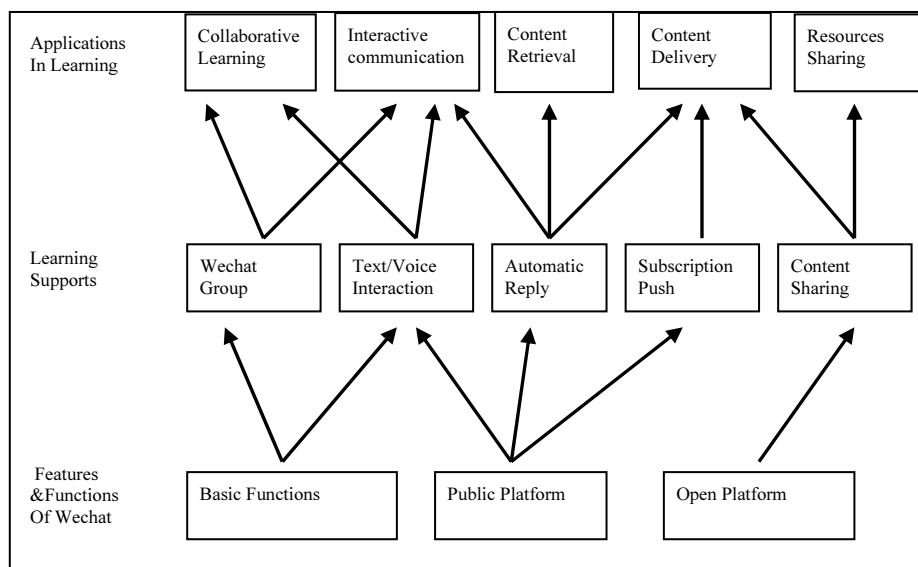 Applications
In Learning
Collaborative
Learning
Interactive
communication
Content
Retrieval
Content
Delivery
Resources
Sharing
Learning
Supports
Wechat
Group
Text/Voice
Interaction
Automatic
Reply
Subscription
Push
Content
Sharing
Features
&Functions
Of Wechat
Basic Functions
Public Platform
Open Platform